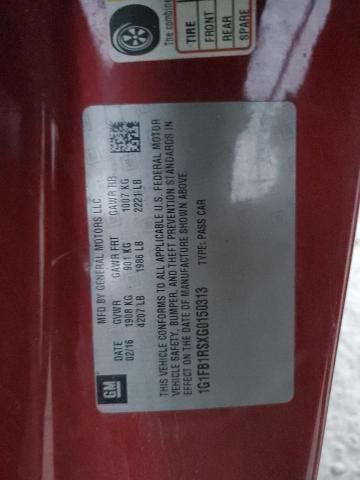 The combine
TIRE
FRONT
REAR
SPARE
MFD BY GENERAL MOTORS LLC.
DATE GVWR GAWR FRT GAWR RR
02/16 1908 KG 901 KG 1007 KG
4207 LB 1986 LB 2221 LB
THIS VEHICLE CONFORMS TO ALL APPLICABLE U.S. FEDERAL MOTOR
VEHICLE SAFETY, BUMPER, AND THEFT PREVENTION STANDARDS IN
EFFECT ON THE DATE OF MANUFACTURE SHOWN ABOVE.
1G1FB1RSXG0150313 TYPE: PASS CAR
GM